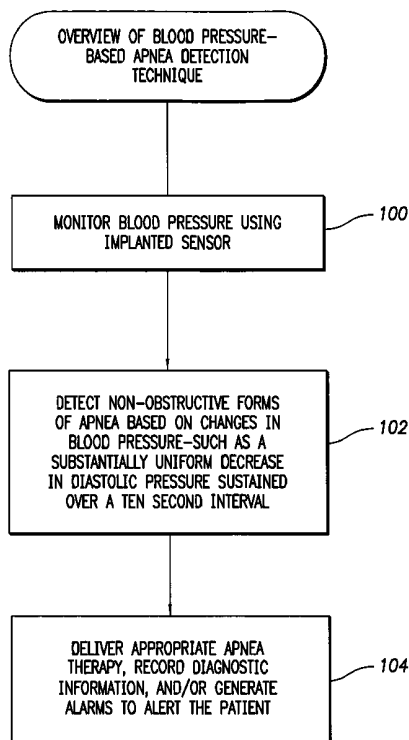 OVERVIEW OF BLOOD PRESSURE-
BASED APNEA DETECTION
TECHNIQUE
MONITOR BLOOD PRESSURE USING
IMPLANTED SENSOR
100
DETECT NON-OBSTRUCTIVE FORMS
OF APNEA BASED ON CHANGES IN
BLOOD PRESSURE-SUCH AS A
SUBSTANTIALLY UNIFORM DECREASE
IN DIASTOLIC PRESSURE SUSTAINED
OVER A TEN SECOND INTERVAL
102
DELIVER APPROPRIATE APNEA
THERAPY, RECORD DIAGNOSTIC
INFORMATION, AND/OR GENERATE
ALARMS TO ALERT THE PATIENT
104